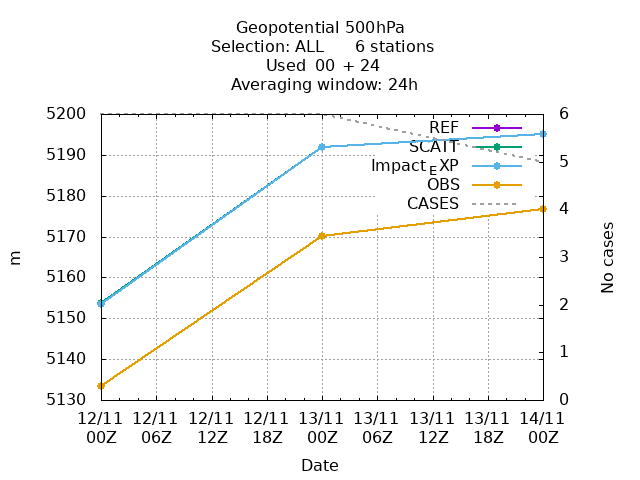 Geopotential 500hPa
Selection: ALL 6 stations
Used 00 + 24
Averaging window: 24h
5200
5190
5180
5170
5160
5150
5140
5130
m
6
5
4
3
2
1
0
No cases
REF
SCATT
Impact_EXP
OBS
CASES
12/11 12/11 12/11 12/11 13/11 13/11 13/11 13/11 14/11
00Z 06Z 12Z 18Z 00Z 06Z 12Z 18Z 00Z
Date